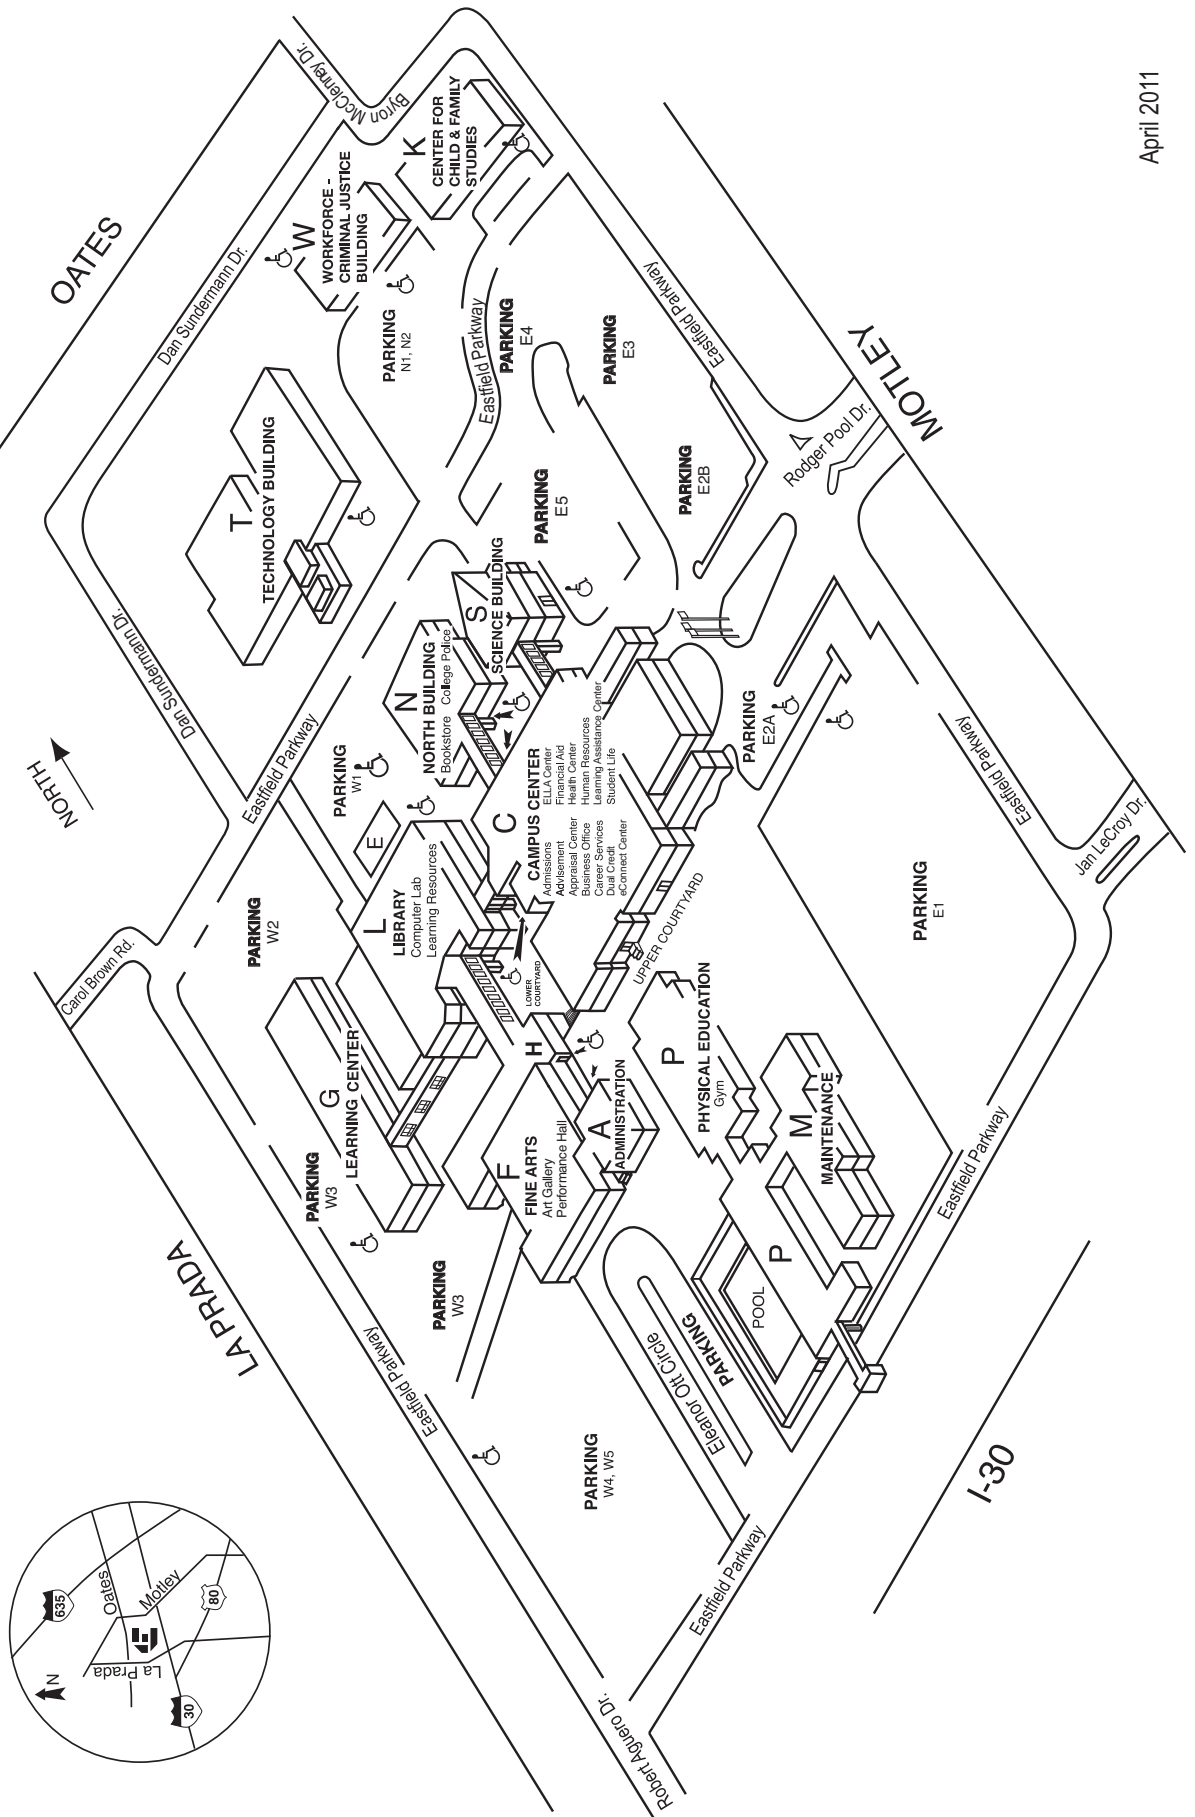 April 2011
OATES
Byron McClenney Dr.
K
CENTER FOR
CHILD & FAMILY
STUDIES
W
WORKFORCE -
CRIMINAL JUSTICE
BUILDING
Dan Sundermann Dr.
PARKING
N1, N2
Eastfield Parkway
PARKING
E4
PARKING
E3
Eastfield Parkway
MOTLEY
Rodger Pool Dr.
T
TECHNOLOGY BUILDING
PARKING
E5
PARKING
E2B
Dan Sundermann Dr.
NORTH
Eastfield Parkway
S
SCIENCE BUILDING
N
NORTH BUILDING
Bookstore College Police
PARKING
W1
E
C
CAMPUS CENTER
Admissions
Advisement
Appraisal Center
Business Office
Career Services
Dual Credit
eConnect Center
ELLA Center
Financial Aid
Health Center
Human Resources
Learning Assistance Center
Student Life
PARKING
E2A
Eastfield Parkway
Jan LeCroy Dr.
PARKING
E1
L
LIBRARY
Computer Lab
Learning Resources
PARKING
W2
Carol Brown Rd.
LOWER
COURTYARD
UPPER COURTYARD
H
G
LEARNING CENTER
PARKING
W3
F
FINE ARTS
Art Gallery
Performance Hall
A
ADMINISTRATION
P
PHYSICAL EDUCATION
Gym
M
MAINTENANCE
Eastfield Parkway
P
POOL
PARKING
Eleanor Ott Circle
PARKING
W3
LA PRADA
Eastfield Parkway
PARKING
W4, W5
I-30
Eastfield Parkway
Robert Aguero Dr.
635
Oates
Motley
80
La Prada
N
30